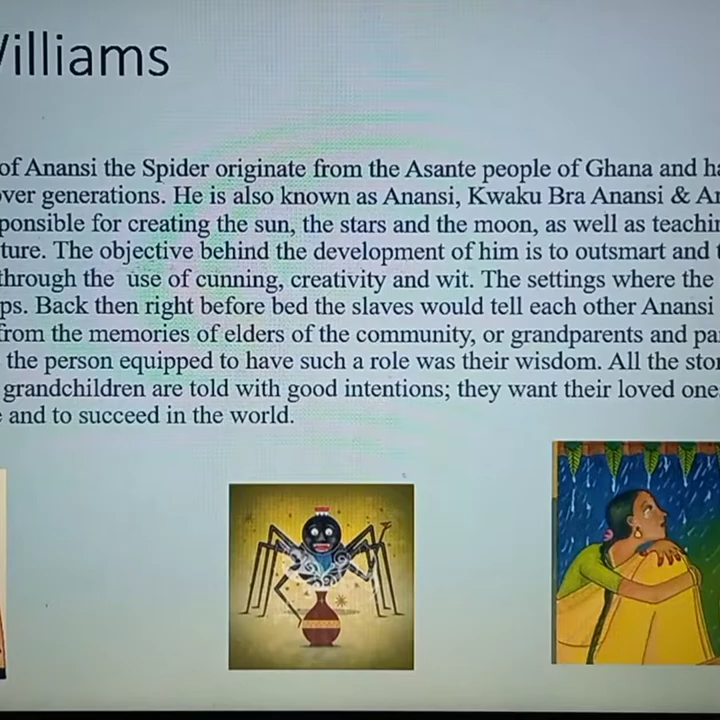 Williams
of Anansi the Spider originate from the Asante people of Ghana and ha
ver generations. He is also known as Anansi, Kwaku Bra Anansi & An
ponsible for creating the sun, the stars and the moon, as well as teachin
ture. The objective behind the development of him is to outsmart and t
through the use of cunning, creativity and wit. The settings where the
ps. Back then right before bed the slaves would tell each other Anansi
from the memories of elders of the community, or grandparents and pa
the person equipped to have such a role was their wisdom. All the stor
grandchildren are told with good intentions; they want their loved one
and to succeed in the world.